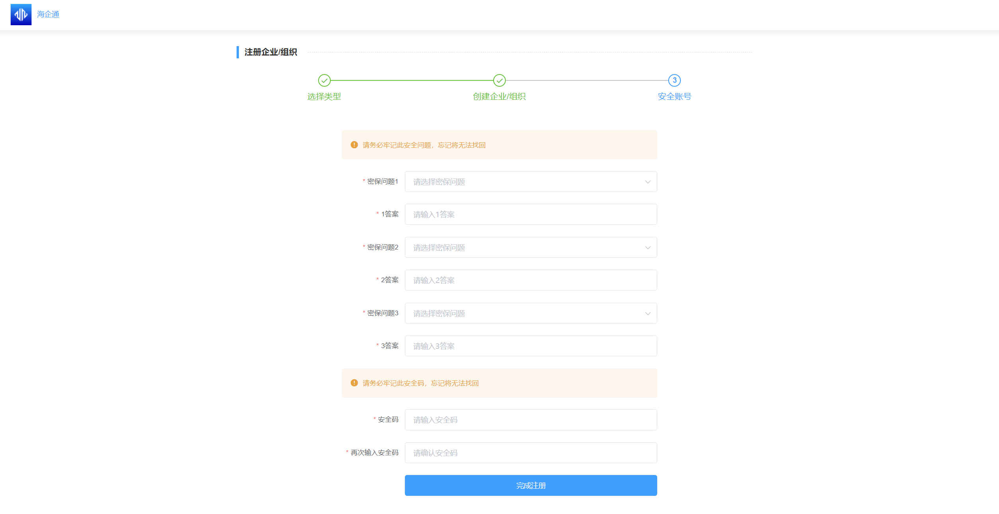 海企通
注册企业/组织
3
选择类型 创建企业/组织 安全账号
请务必牢记此安全问题，忘记将无法找回
* 密保问题1 请选择密保问题
* 1答案 请输入1答案
* 密保问题2 请选择密保问题
* 2答案 请输入2答案
* 密保问题3 请选择密保问题
* 3答案 请输入3答案
请务必牢记此安全码，忘记将无法找回
* 安全码 请输入安全码
* 再次输入安全码 请确认安全码
完成注册